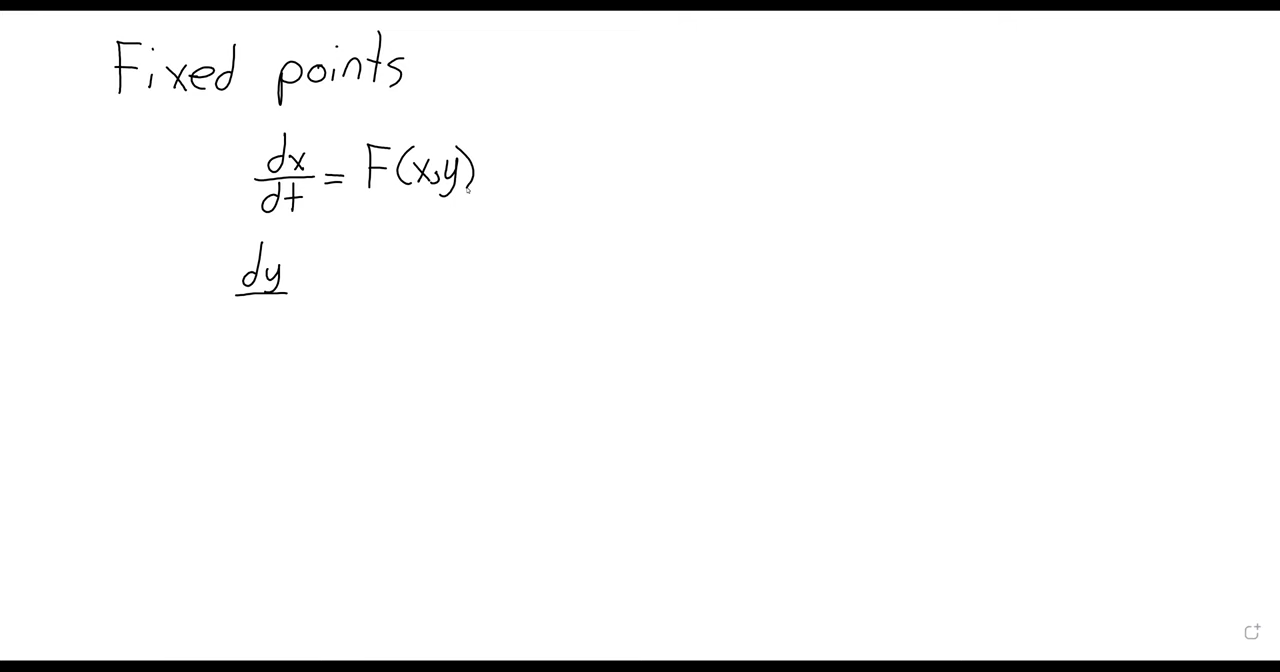 Fixed points
dx/dt = F(x,y)
dy